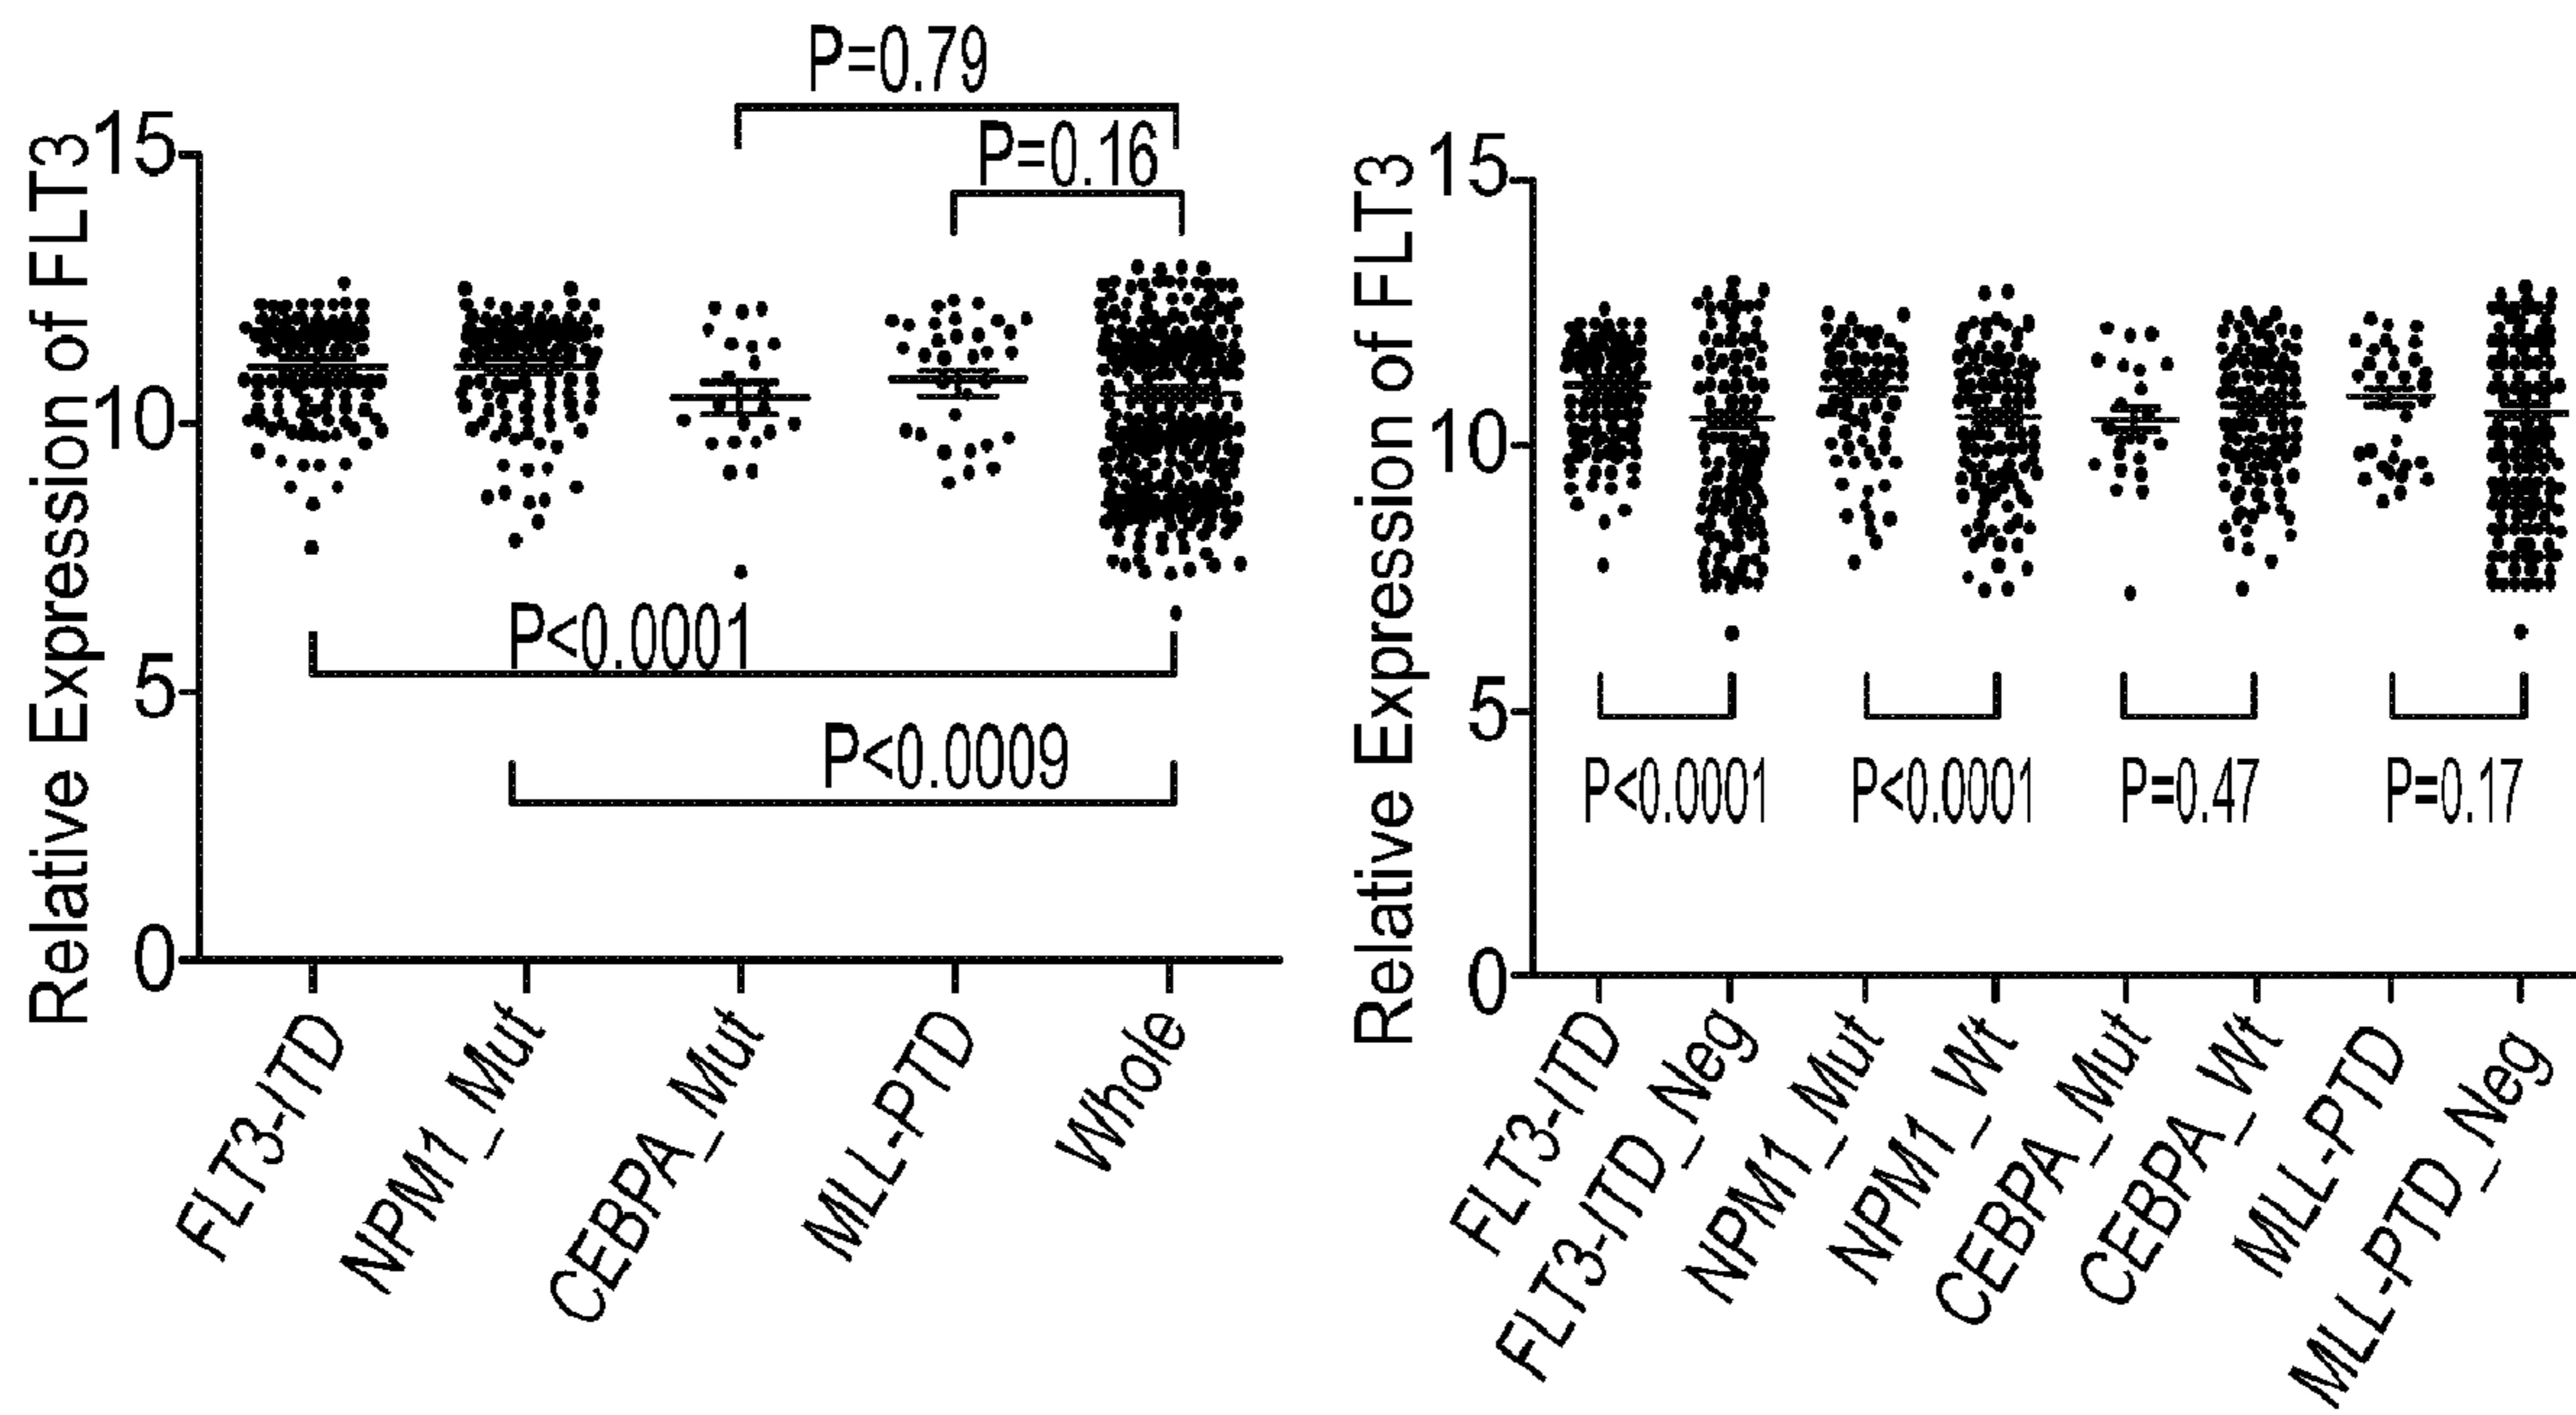 P=0.79
P=0.16
Relative Expression of FLT3
15
10
5
0
P<0.0001
P<0.0009
FLT3-ITD
NPM1_Mut
CEBPA_Mut
MLL-PTD
Whole
Relative Expression of FLT3
15
10
5
0
P<0.0001
P<0.0001
P=0.47
P=0.17
FLT3-ITD
FLT3-ITD_Neg
NPM1_Mut
NPM1_Wt
CEBPA_Mut
CEBPA_Wt
MLL-PTD
MLL-PTD_Neg